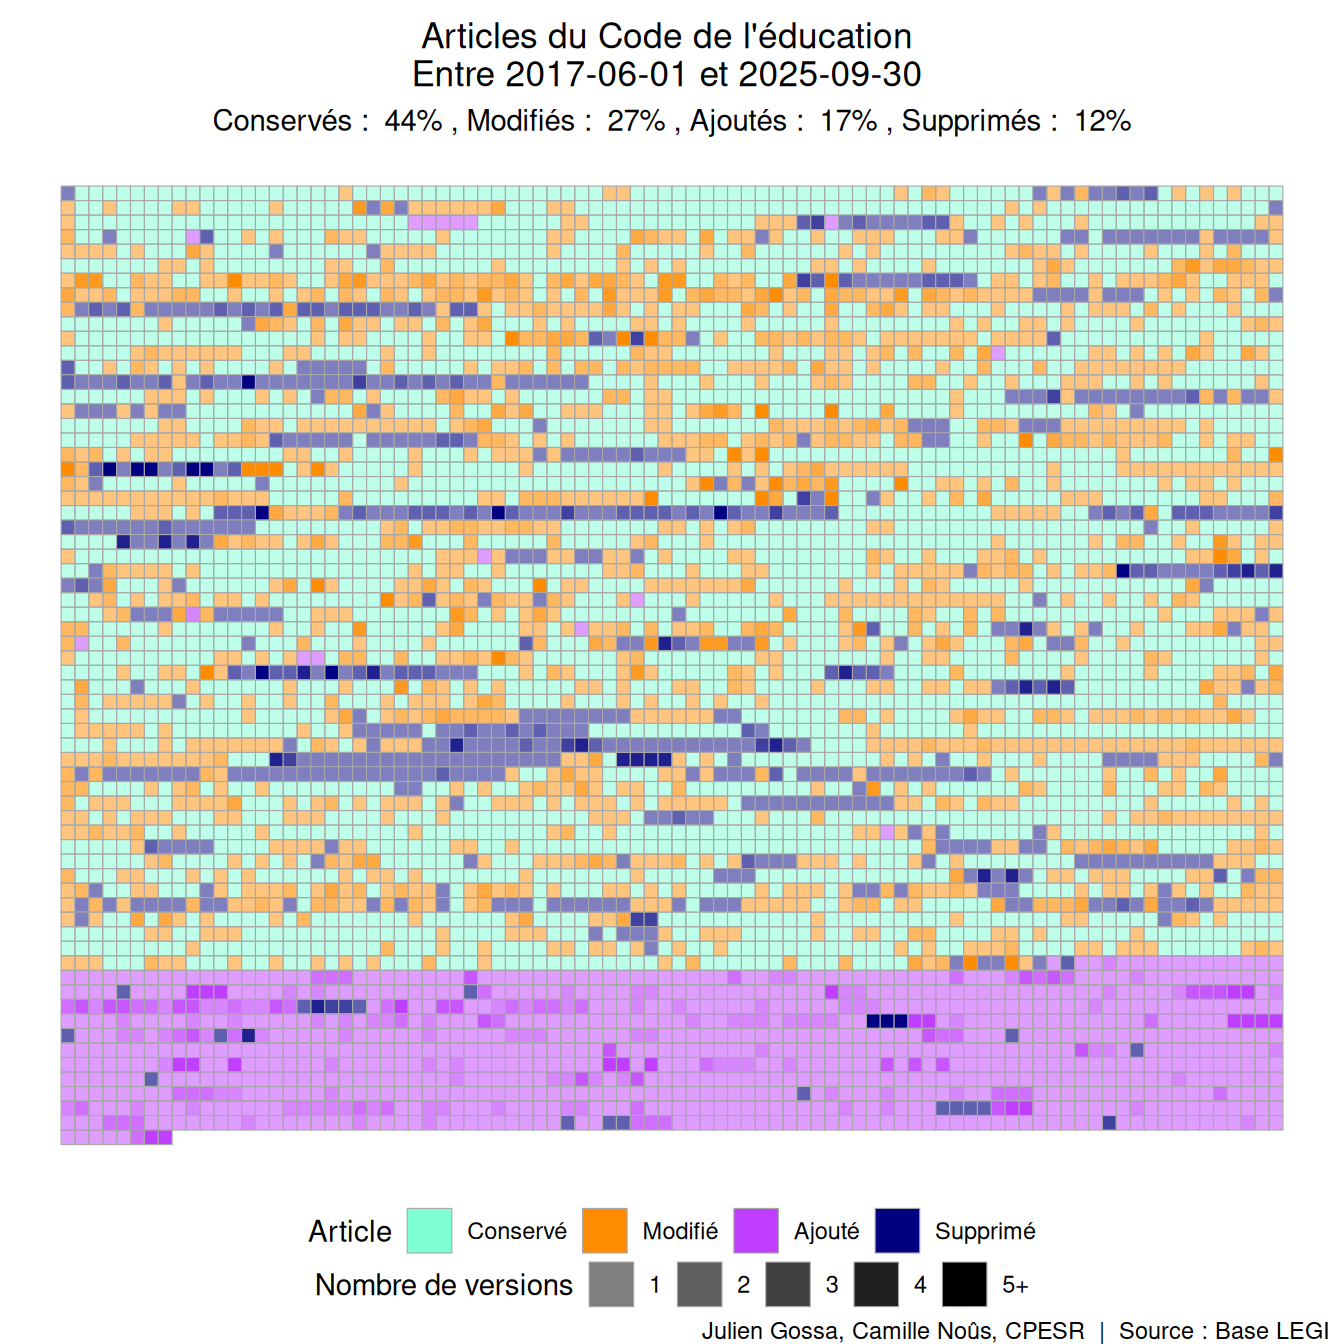 Articles du Code de l'éducation
Entre 2017-06-01 et 2025-09-30
Conservés :  44% , Modifiés :  27% , Ajoutés :  17% , Supprimés :  12%
Article Conservé Modifié Ajouté Supprimé
Nombre de versions 1 2 3 4 5+
Julien Gossa, Camille Noûs, CPESR | Source : Base LEGI